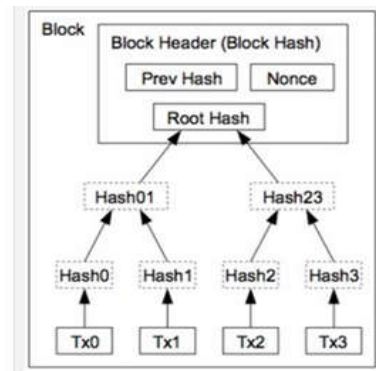 Block
Block Header (Block Hash)
Prev Hash Nonce
Root Hash
Hash01 Hash23
Hash0 Hash1 Hash2 Hash3
Tx0 Tx1 Tx2 Tx3